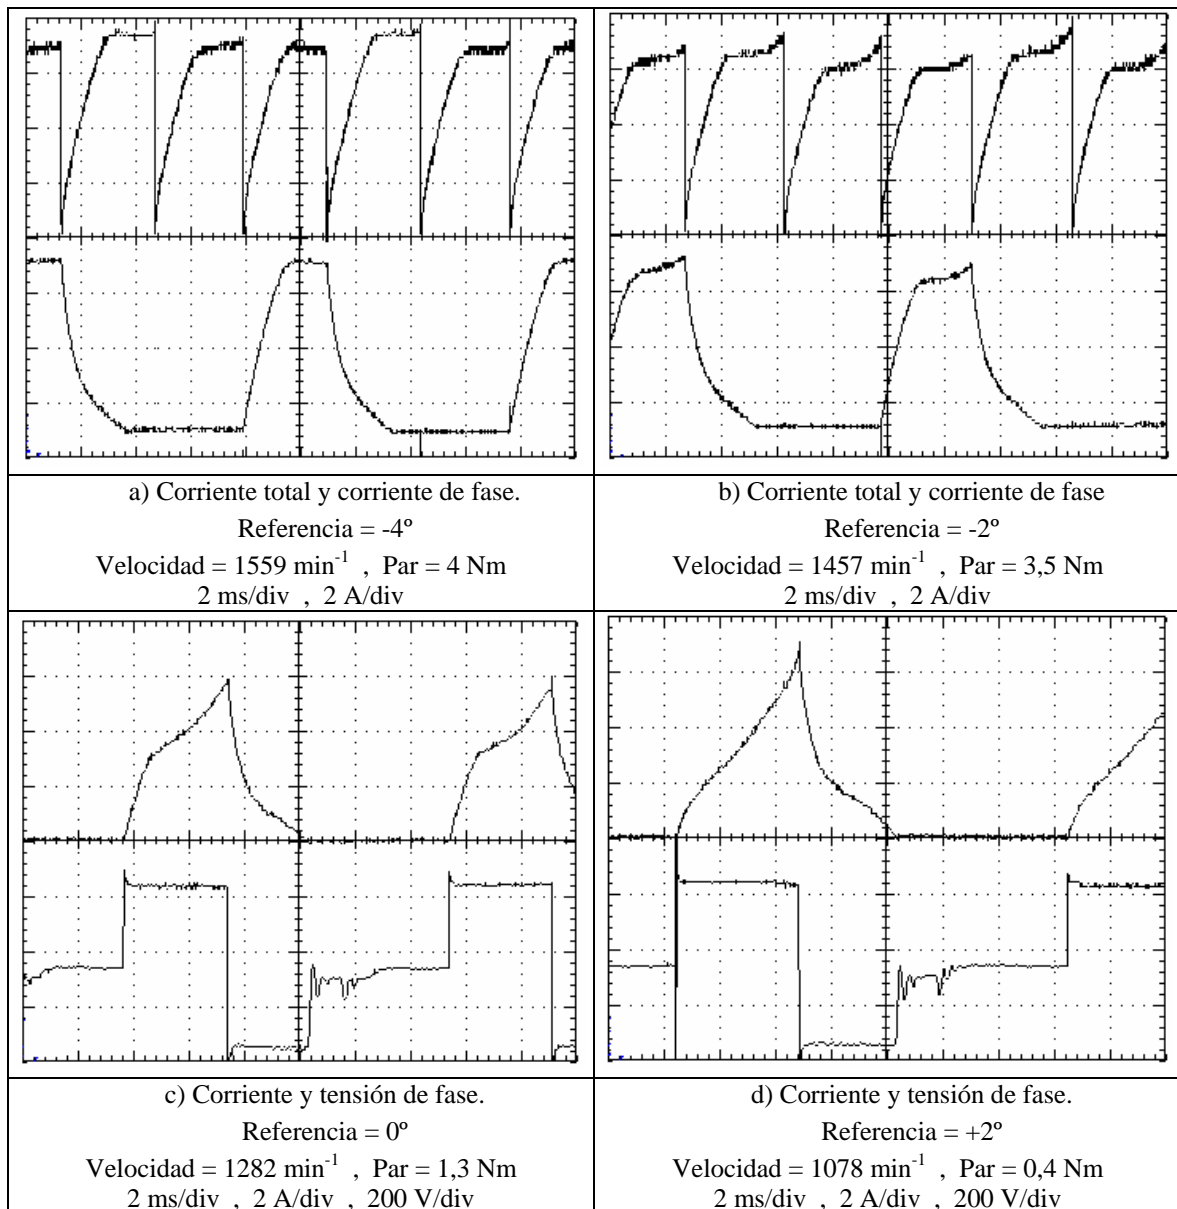 a) Corriente total y corriente de fase.
Referencia = -4º
Velocidad = 1559 min⁻¹ , Par = 4 Nm
2 ms/div , 2 A/div
b) Corriente total y corriente de fase
Referencia = -2º
Velocidad = 1457 min⁻¹ , Par = 3,5 Nm
2 ms/div , 2 A/div
c) Corriente y tensión de fase.
Referencia = 0º
Velocidad = 1282 min⁻¹ , Par = 1,3 Nm
2 ms/div , 2 A/div , 200 V/div
d) Corriente y tensión de fase.
Referencia = +2º
Velocidad = 1078 min⁻¹ , Par = 0,4 Nm
2 ms/div , 2 A/div , 200 V/div